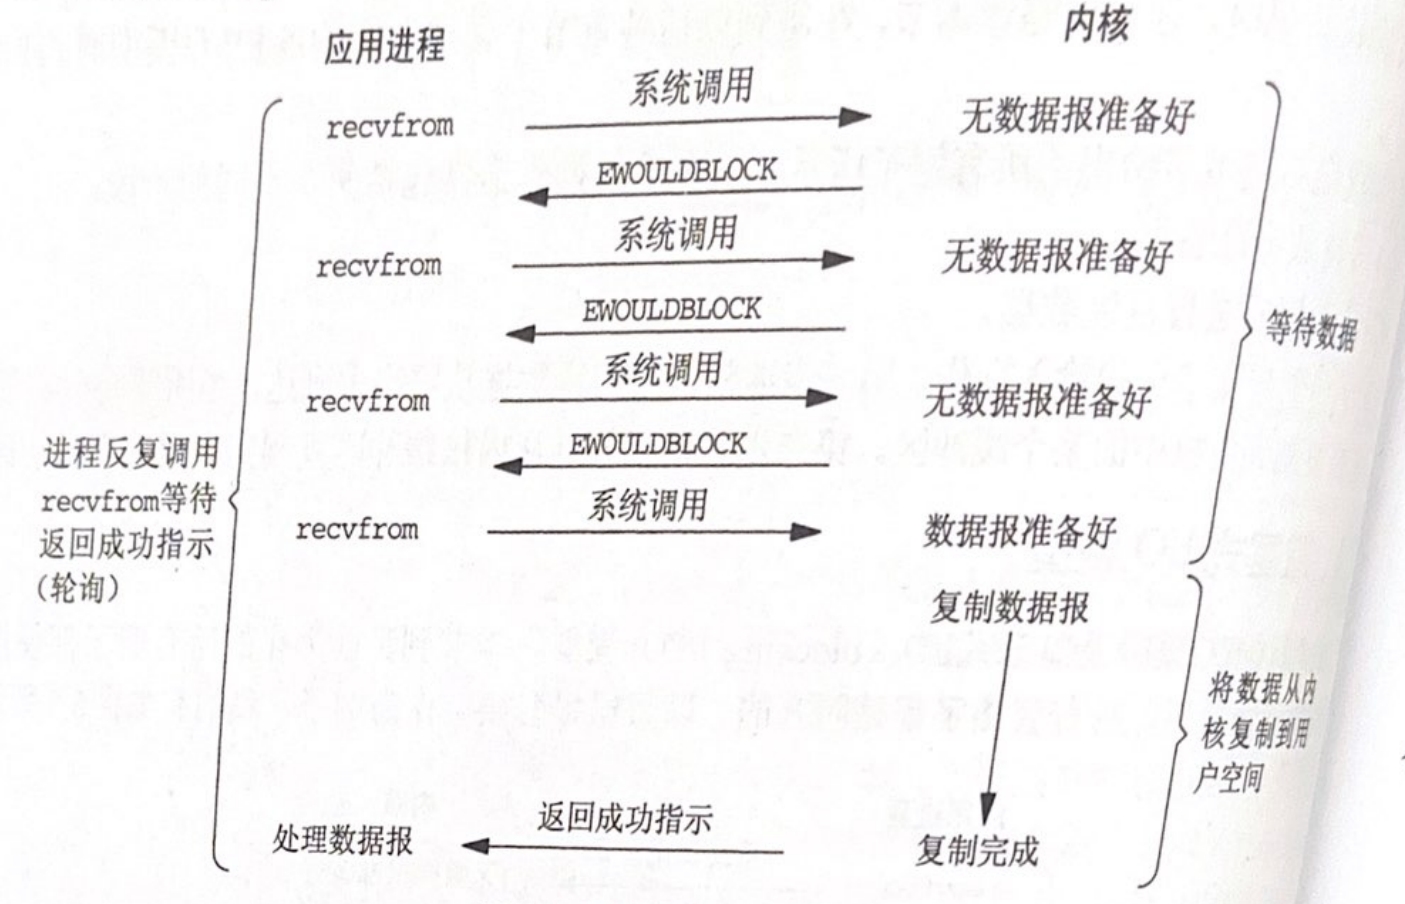 应用进程
内核
系统调用
recvfrom
无数据报准备好
EWOULDBLOCK
系统调用
recvfrom
无数据报准备好
EWOULDBLOCK
等待数据
系统调用
recvfrom
无数据报准备好
EWOULDBLOCK
进程反复调用
recvfrom等待
返回成功指示
(轮询)
系统调用
recvfrom
数据报准备好
复制数据报
将数据从内
核复制到用
户空间
返回成功指示
处理数据报
复制完成